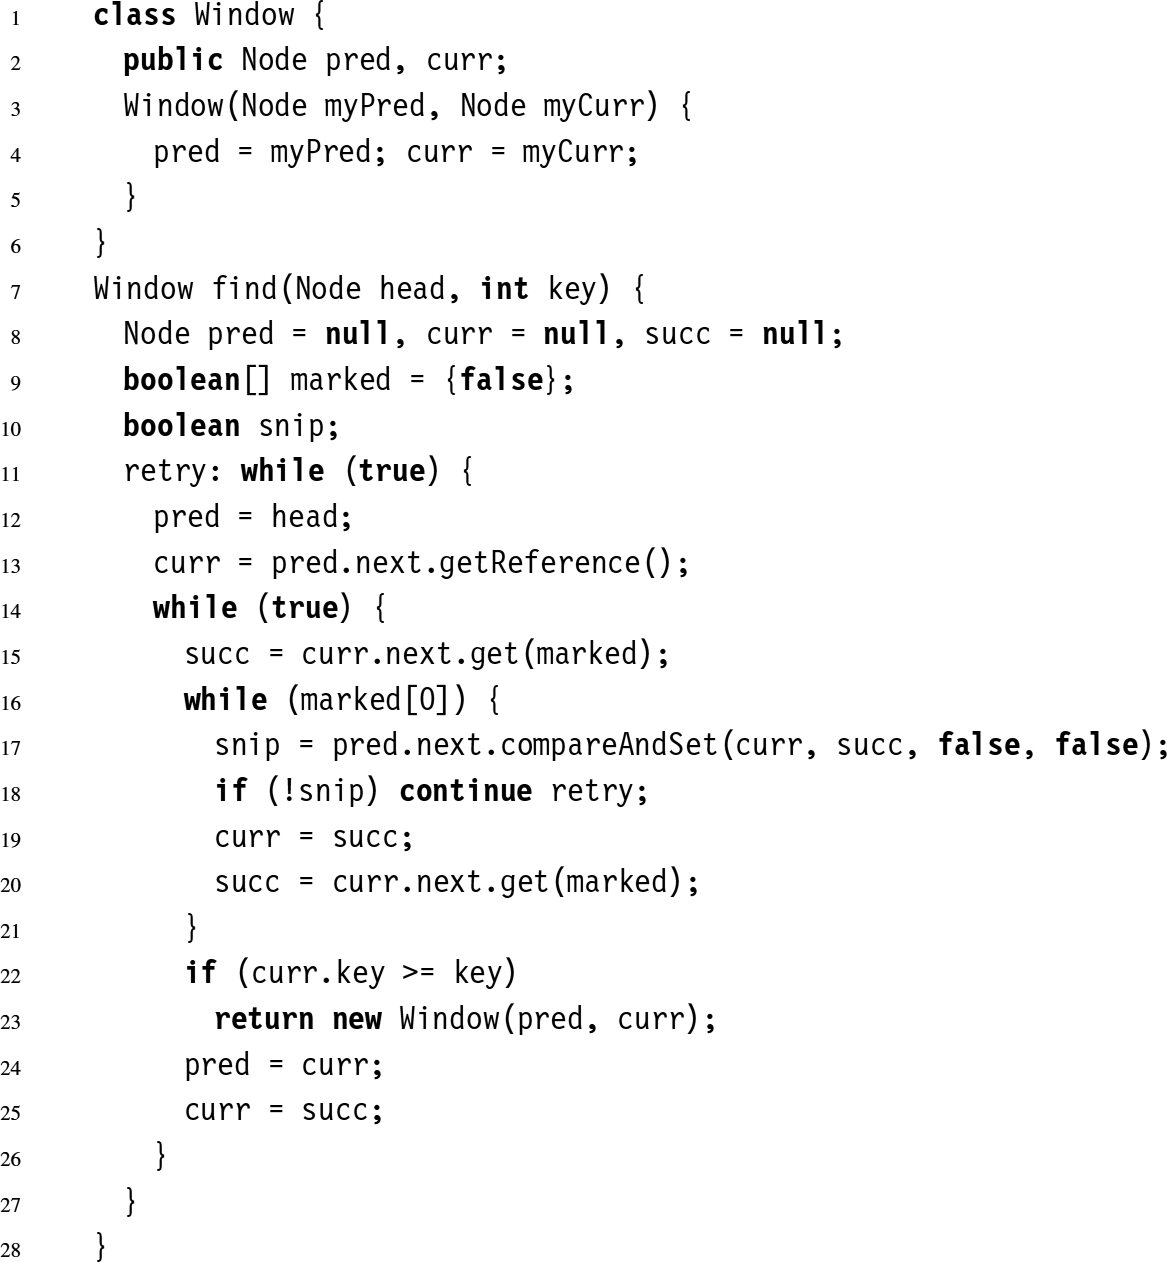 1 class Window {
2 public Node pred, curr;
3 Window(Node myPred, Node myCurr) {
4 pred = myPred; curr = myCurr;
5 }
6 }
7 Window find(Node head, int key) {
8 Node pred = null, curr = null, succ = null;
9 boolean[] marked = {false};
10 boolean snip;
11 retry: while (true) {
12 pred = head;
13 curr = pred.next.getReference();
14 while (true) {
15 succ = curr.next.get(marked);
16 while (marked[0]) {
17 snip = pred.next.compareAndSet(curr, succ, false, false);
18 if (!snip) continue retry;
19 curr = succ;
20 succ = curr.next.get(marked);
21 }
22 if (curr.key >= key)
23 return new Window(pred, curr);
24 pred = curr;
25 curr = succ;
26 }
27 }
28 }